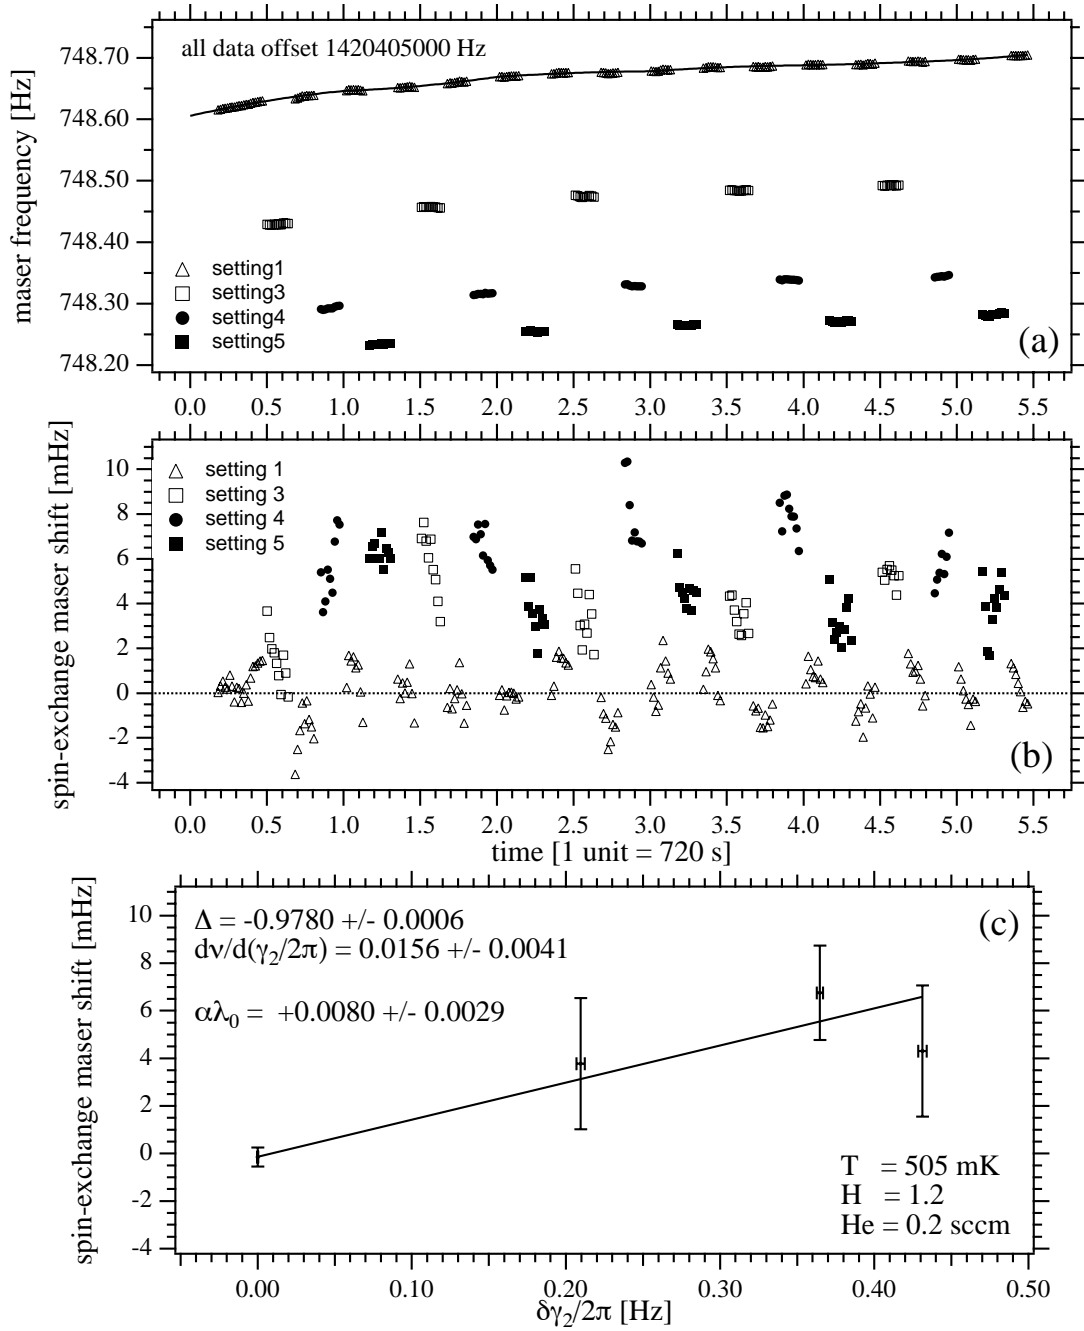 all data offset 1420405000 Hz
maser frequency [Hz]
748.70
748.60
748.50
748.40
748.30
748.20
setting1
setting3
setting4
setting5
(a)
0.0 0.5 1.0 1.5 2.0 2.5 3.0 3.5 4.0 4.5 5.0 5.5
spin-exchange maser shift [mHz]
10
8
6
4
2
0
-2
-4
setting 1
setting 3
setting 4
setting 5
(b)
0.0 0.5 1.0 1.5 2.0 2.5 3.0 3.5 4.0 4.5 5.0 5.5
time [1 unit = 720 s]
spin-exchange maser shift [mHz]
10
8
6
4
2
0
-2
-4
Δ = -0.9780 +/- 0.0006
dν/d(γ₂/2π) = 0.0156 +/- 0.0041
αλ₀ = +0.0080 +/- 0.0029
(c)
T = 505 mK
H = 1.2
He = 0.2 sccm
0.00 0.10 0.20 0.30 0.40 0.50
δγ₂/2π [Hz]